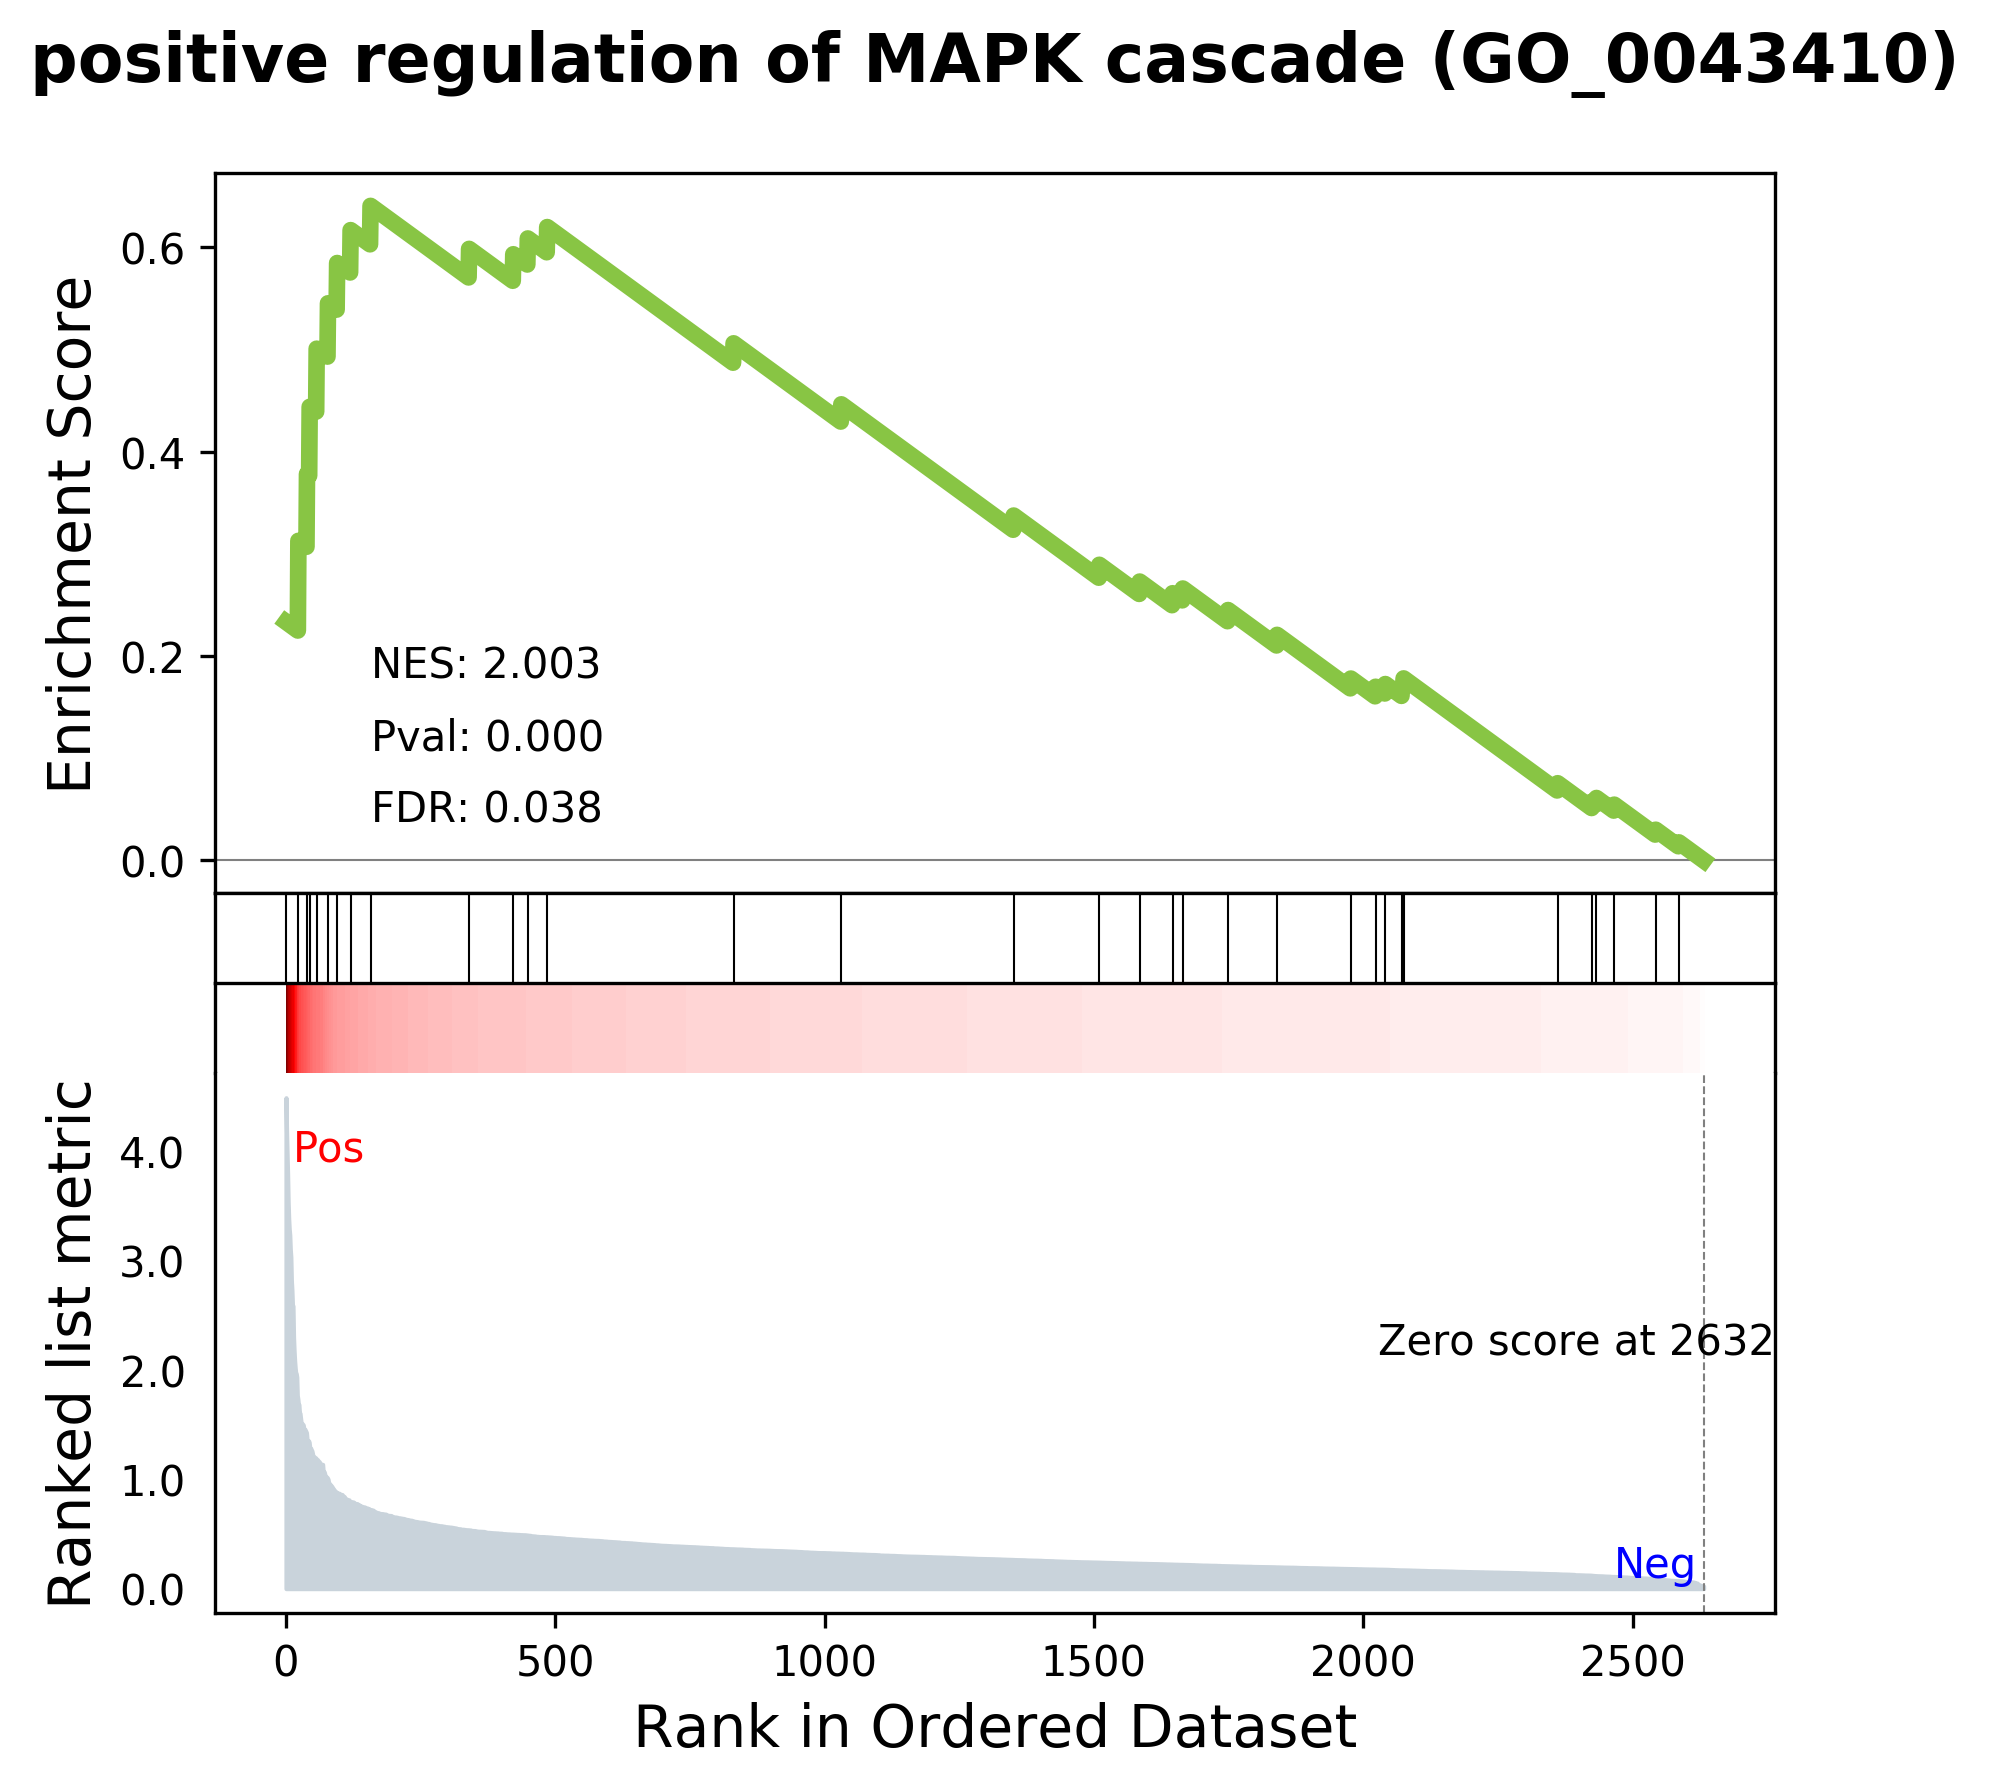 positive regulation of MAPK cascade (GO_0043410)
Enrichment Score
0.6
0.4
0.2
0.0
NES: 2.003
Pval: 0.000
FDR: 0.038
Ranked list metric
4.0
3.0
2.0
1.0
0.0
Pos
Zero score at 2632
Neg
0 500 1000 1500 2000 2500
Rank in Ordered Dataset